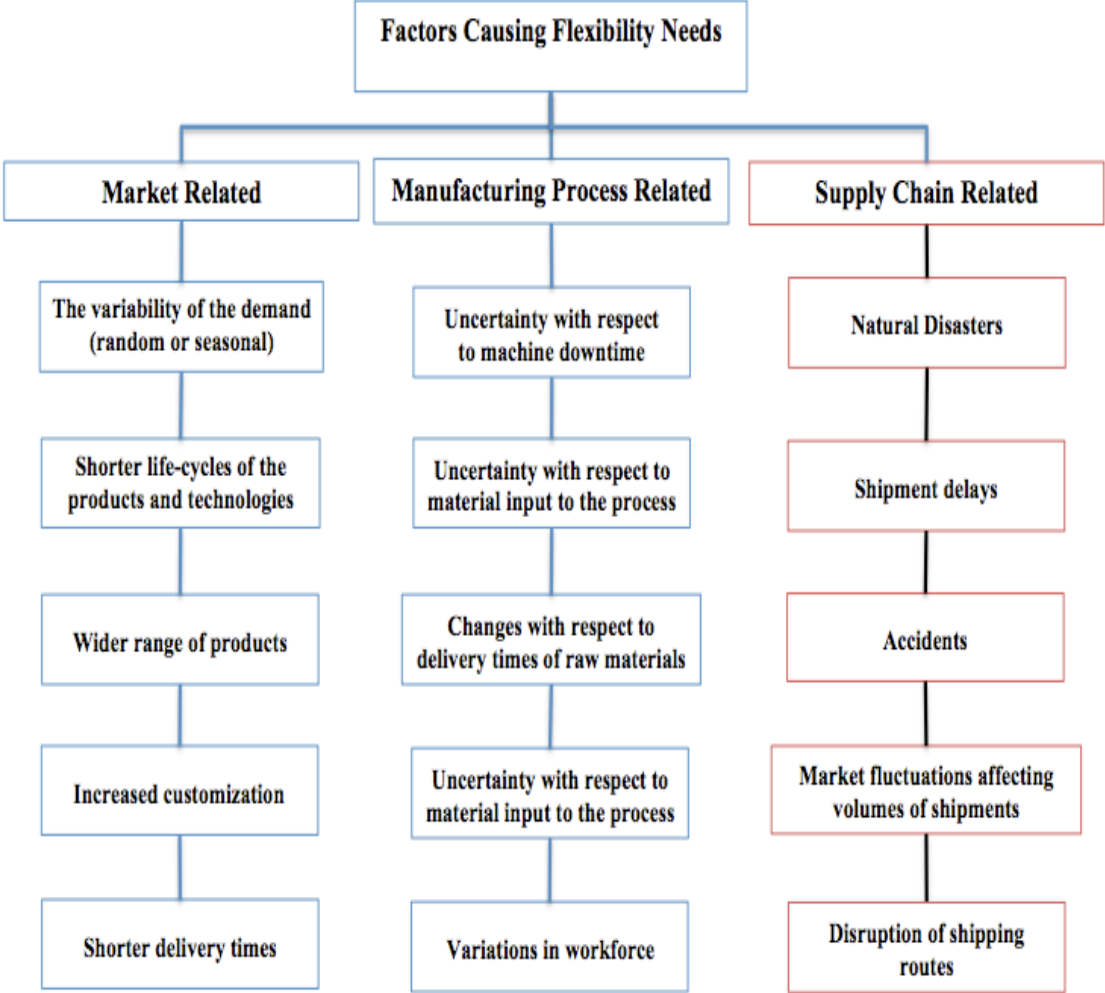 Factors Causing Flexibility Needs
Market Related
The variability of the demand
(random or seasonal)
Shorter life-cycles of the
products and technologies
Wider range of products
Increased customization
Shorter delivery times
Manufacturing Process Related
Uncertainty with respect
to machine downtime
Uncertainty with respect to
material input to the process
Changes with respect to
delivery times of raw materials
Uncertainty with respect to
material input to the process
Variations in workforce
Supply Chain Related
Natural Disasters
Shipment delays
Accidents
Market fluctuations affecting
volumes of shipments
Disruption of shipping
routes